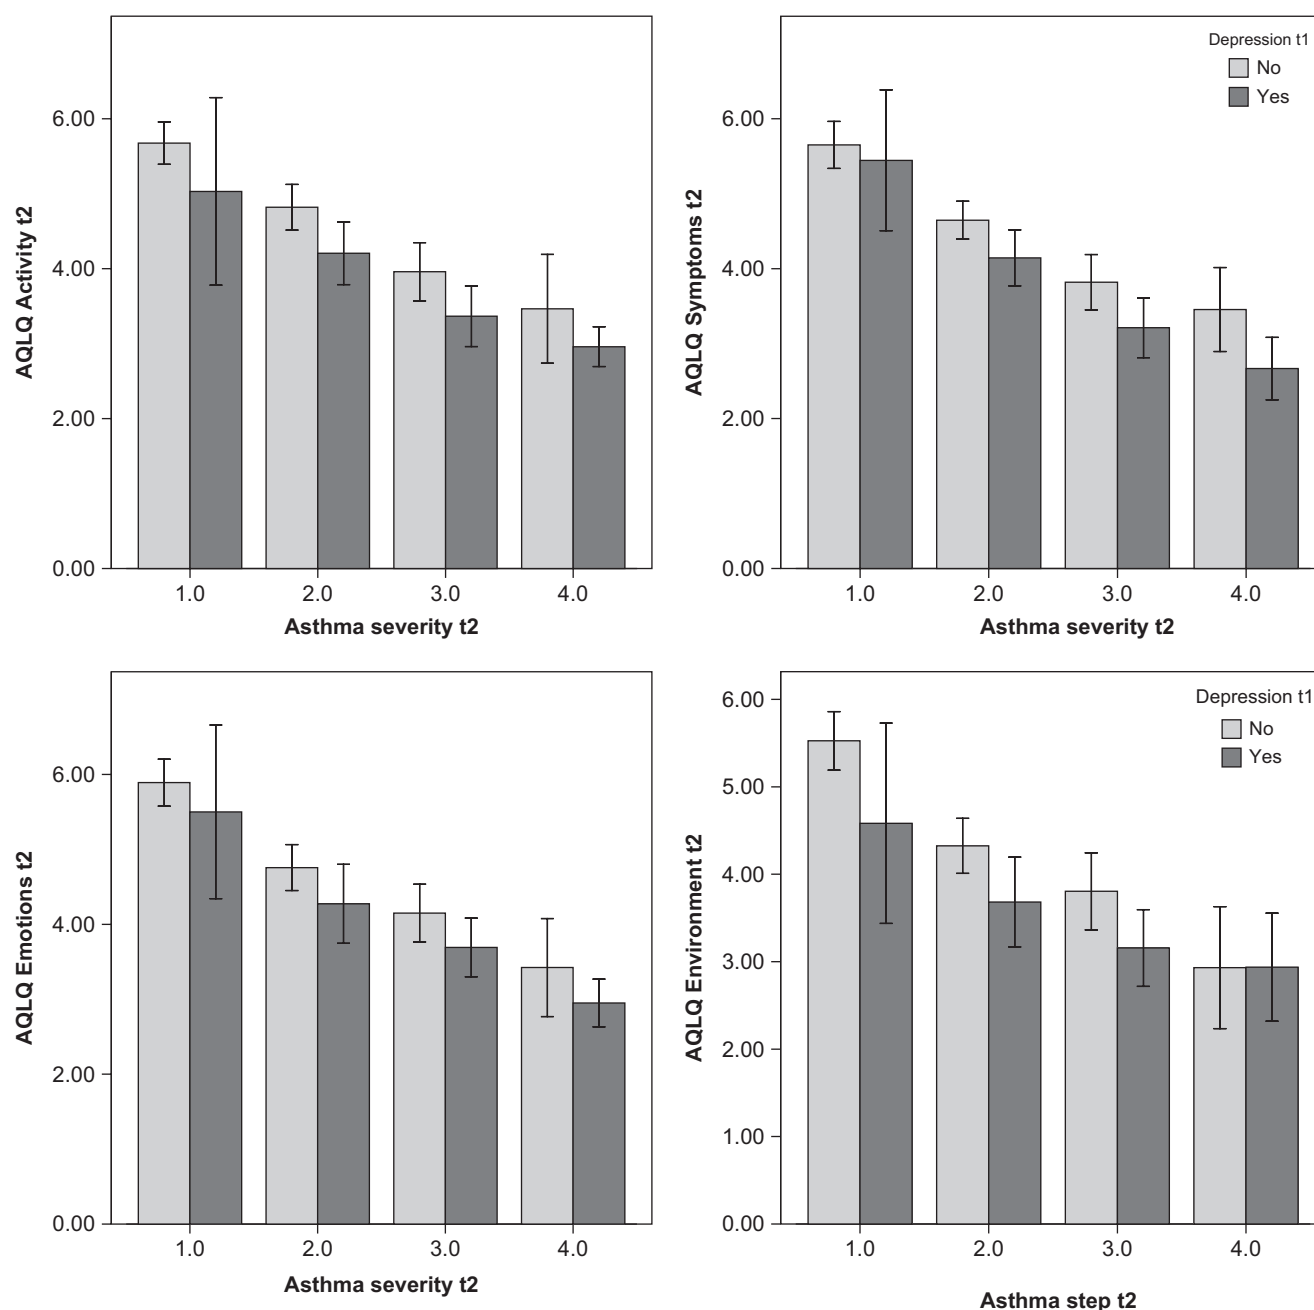 AQLQ Activity t2
6.00
4.00
2.00
0.00
1.0 2.0 3.0 4.0
Asthma severity t2
AQLQ Symptoms t2
6.00
4.00
2.00
0.00
Depression t1
No
Yes
1.0 2.0 3.0 4.0
Asthma severity t2
AQLQ Emotions t2
6.00
4.00
2.00
0.00
1.0 2.0 3.0 4.0
Asthma severity t2
AQLQ Environment t2
6.00
5.00
4.00
3.00
2.00
1.00
0.00
Depression t1
No
Yes
1.0 2.0 3.0 4.0
Asthma step t2